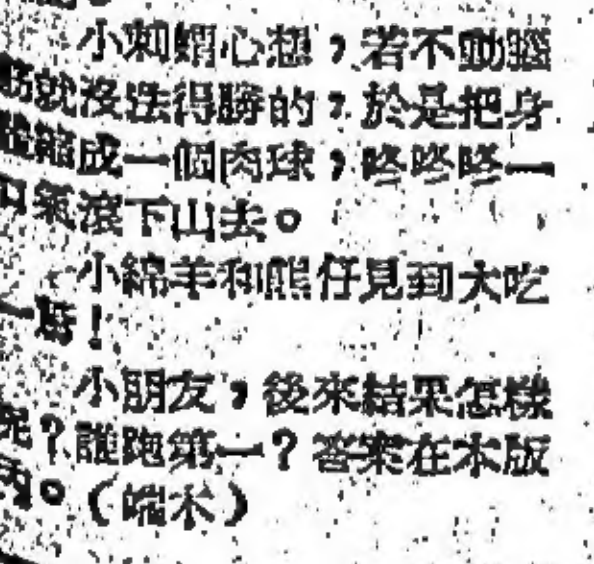 小刺蝟心想，若不動腦
筋就沒法得勝的，於是把身
體縮成一個肉球，咚咚咚一
口氣滾下山去。
小綿羊和熊仔見到大吃
一驚！
小朋友，後來結果怎樣
呢？誰跑第一？答案在本版
內。（端木）